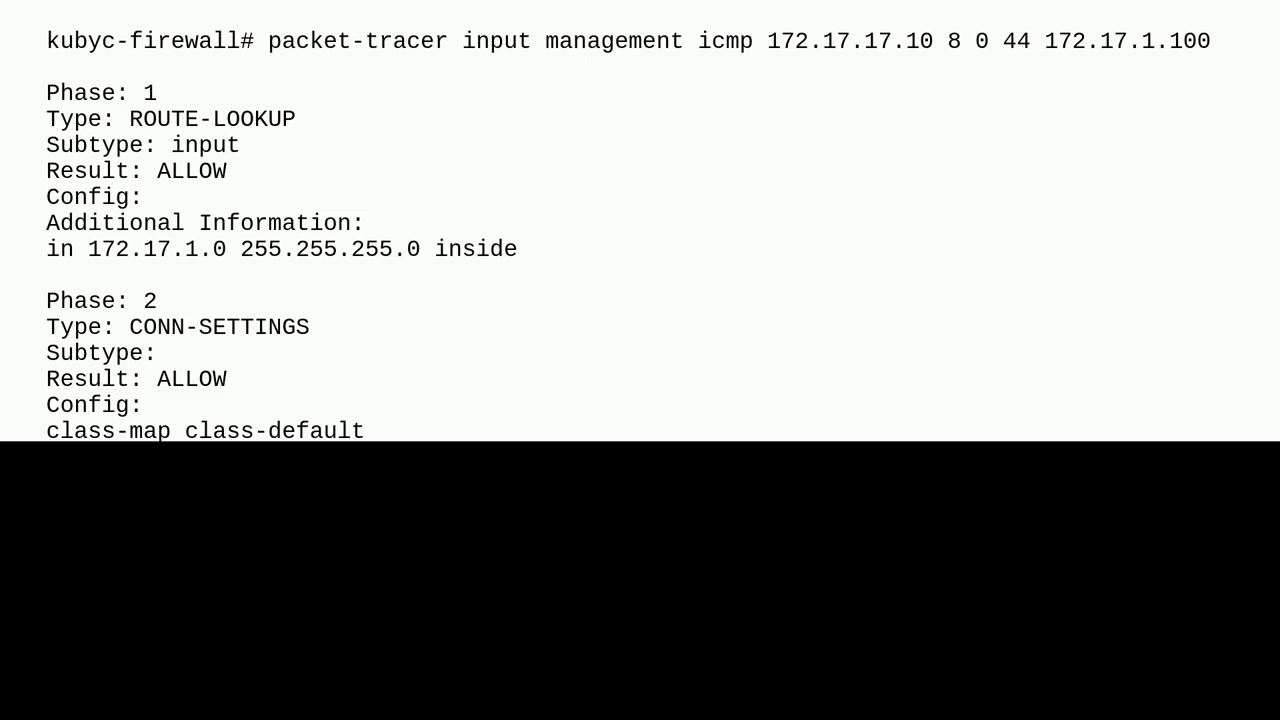 kubyc-firewall# packet-tracer input management icmp 172.17.17.10 8 0 44 172.17.1.100
Phase: 1
Type: ROUTE-LOOKUP
Subtype: input
Result: ALLOW
Config:
Additional Information:
in 172.17.1.0 255.255.255.0 inside
Phase: 2
Type: CONN-SETTINGS
Subtype:
Result: ALLOW
Config:
class-map class-default